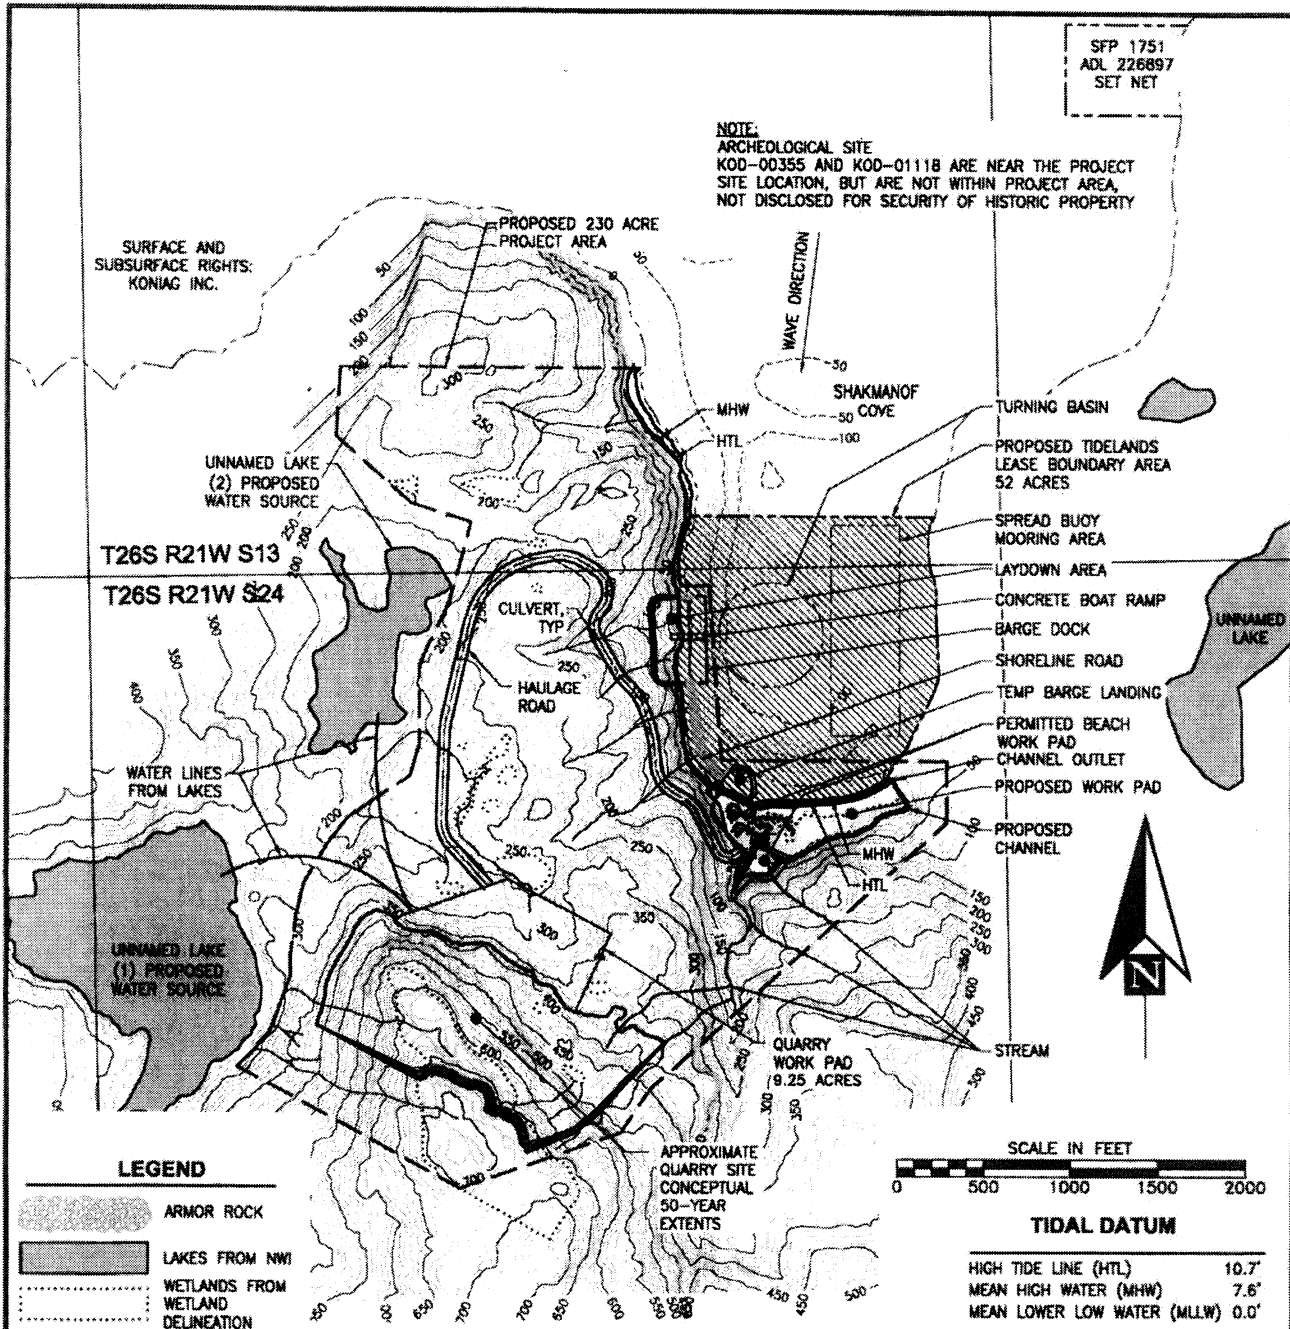 SFP 1751
ADL 226897
SET NET
NOTE:
ARCHEOLOGICAL SITE
KOD-00355 AND KOD-01118 ARE NEAR THE PROJECT
SITE LOCATION, BUT ARE NOT WITHIN PROJECT AREA,
NOT DISCLOSED FOR SECURITY OF HISTORIC PROPERTY
PROPOSED 230 ACRE
PROJECT AREA
SURFACE AND
SUBSURFACE RIGHTS:
KONIAG INC.
WAVE DIRECTION
SHAKMANOF
COVE
MHW
HTL
TURNING BASIN
PROPOSED TIDELANDS
LEASE BOUNDARY AREA
52 ACRES
SPREAD BUOY
MOORING AREA
LAYDOWN AREA
CONCRETE BOAT RAMP
BARGE DOCK
SHORELINE ROAD
TEMP BARGE LANDING
PERMITTED BEACH
WORK PAD
CHANNEL OUTLET
PROPOSED WORK PAD
PROPOSED
CHANNEL
MHW
HTL
UNNAMED
LAKE
UNNAMED LAKE
(2) PROPOSED
WATER SOURCE
T26S R21W S13
T26S R21W S24
CULVERT,
TYP
HAULAGE
ROAD
WATER LINES
FROM LAKES
UNNAMED LAKE
(1) PROPOSED
WATER SOURCE
N
STREAM
QUARRY
WORK PAD
9.25 ACRES
APPROXIMATE
QUARRY SITE
CONCEPTUAL
50-YEAR
EXTENTS
LEGEND
ARMOR ROCK
LAKES FROM NWI
WETLANDS FROM
WETLAND
DELINEATION
SCALE IN FEET
0 500 1000 1500 2000
TIDAL DATUM
HIGH TIDE LINE (HTL) 10.7'
MEAN HIGH WATER (MHW) 7.6'
MEAN LOWER LOW WATER (MLLW) 0.0'